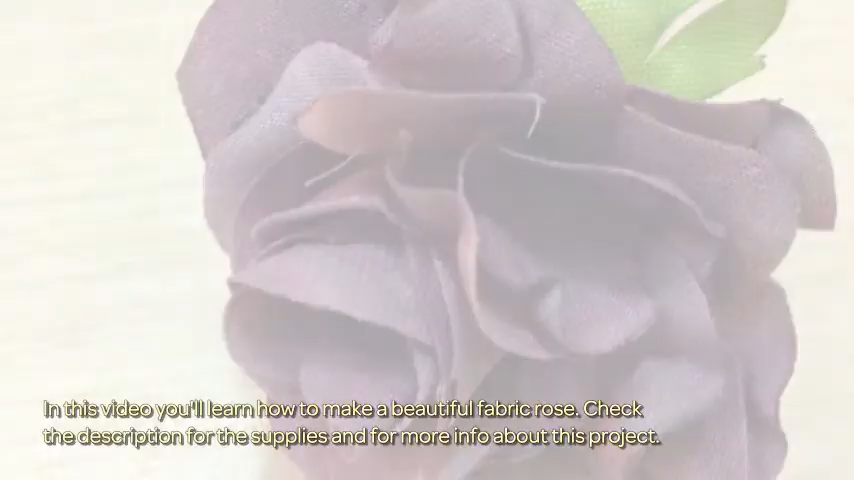 In this video you'll learn how to make a beautiful fabric rose. Check
the description for the supplies and for more info about this project.